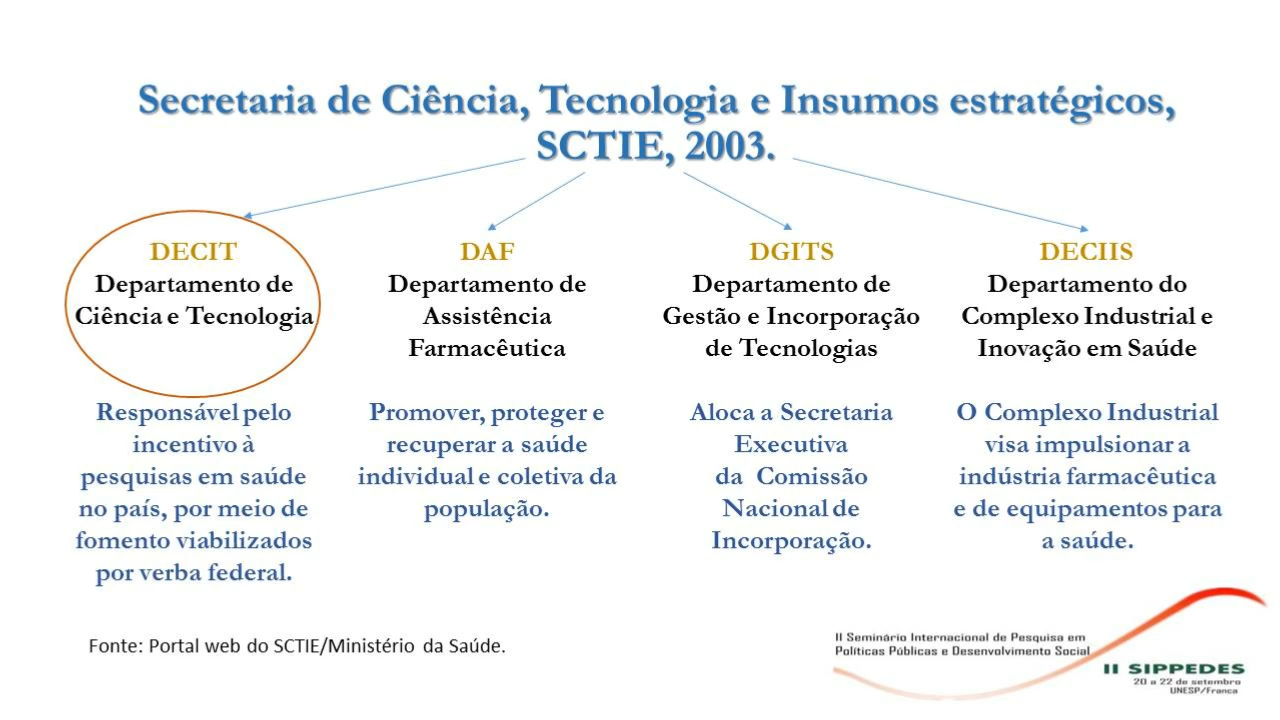 Secretaria de Ciência, Tecnologia e Insumos estratégicos,
SCTIE, 2003.
DECIT
Departamento de
Ciência e Tecnologia
Responsável pelo
incentivo à
pesquisas em saúde
no país, por meio de
fomento viabilizados
por verba federal.
DAF
Departamento de
Assistência
Farmacêutica
Promover, proteger e
recuperar a saúde
individual e coletiva da
população.
DGITS
Departamento de
Gestão e Incorporação
de Tecnologias
Aloca a Secretaria
Executiva
da Comissão
Nacional de
Incorporação.
DECIIS
Departamento do
Complexo Industrial e
Inovação em Saúde
O Complexo Industrial
visa impulsionar a
indústria farmacêutica
e de equipamentos para
a saúde.
Fonte: Portal web do SCTIE/Ministério da Saúde.
II Seminário Internacional de Pesquisa em
Políticas Públicas e Desenvolvimento Social
II SIPPEDES
20 a 22 de setembro
UNESP/Franca